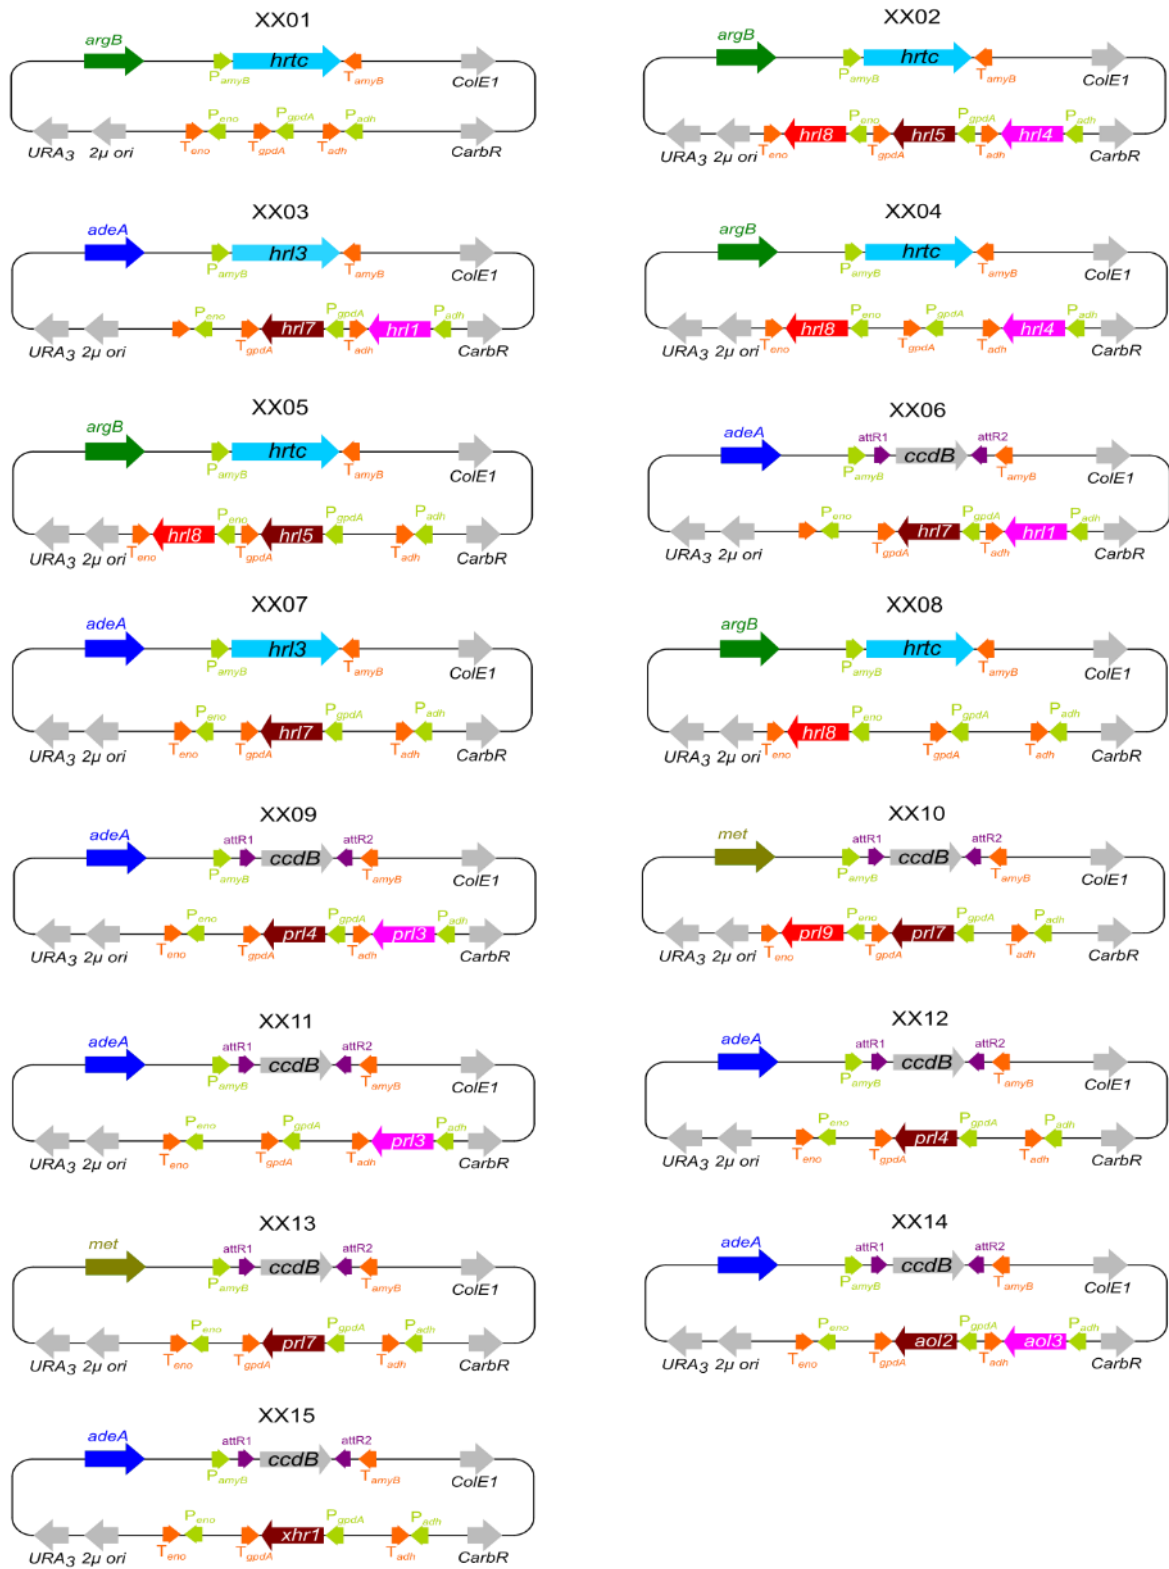 XX01
argB
hrtc
PamyB
TamyB
ColE1
Peno
PgpdA
Padh
URA3
2μ ori
Teno
TgpdA
Tadh
CarbR
XX02
argB
hrtc
PamyB
TamyB
ColE1
Peno
PgpdA
Padh
hrl8
hrl5
hrl4
URA3
2μ ori
Teno
TgpdA
Tadh
CarbR
XX03
adeA
hrl3
PamyB
TamyB
ColE1
Peno
PgpdA
Padh
hrl7
hrl1
URA3
2μ ori
TgpdA
Tadh
CarbR
XX04
argB
hrtc
PamyB
TamyB
ColE1
Peno
PgpdA
Padh
hrl8
hrl4
URA3
2μ ori
Teno
TgpdA
Tadh
CarbR
XX05
argB
hrtc
PamyB
TamyB
ColE1
Peno
PgpdA
Padh
hrl8
hrl5
URA3
2μ ori
Teno
TgpdA
Tadh
CarbR
XX06
adeA
attR1
attR2
ccdB
PamyB
TamyB
ColE1
Peno
PgpdA
Padh
hrl7
hrl1
URA3
2μ ori
TgpdA
Tadh
CarbR
XX07
adeA
hrl3
PamyB
TamyB
ColE1
Peno
PgpdA
Padh
hrl7
URA3
2μ ori
Teno
TgpdA
Tadh
CarbR
XX08
argB
hrtc
PamyB
TamyB
ColE1
Peno
PgpdA
Padh
hrl8
URA3
2μ ori
Teno
TgpdA
Tadh
CarbR
XX09
adeA
attR1
attR2
ccdB
PamyB
TamyB
ColE1
Peno
PgpdA
Padh
prl4
prl3
URA3
2μ ori
Teno
TgpdA
Tadh
CarbR
XX10
met
attR1
attR2
ccdB
PamyB
TamyB
ColE1
Peno
PgpdA
Padh
prl9
prl7
URA3
2μ ori
Teno
TgpdA
Tadh
CarbR
XX11
adeA
attR1
attR2
ccdB
PamyB
TamyB
ColE1
Peno
PgpdA
Padh
prl3
URA3
2μ ori
Teno
TgpdA
Tadh
CarbR
XX12
adeA
attR1
attR2
ccdB
PamyB
TamyB
ColE1
Peno
PgpdA
Padh
prl4
URA3
2μ ori
Teno
TgpdA
Tadh
CarbR
XX13
met
attR1
attR2
ccdB
PamyB
TamyB
ColE1
Peno
PgpdA
Padh
prl7
URA3
2μ ori
Teno
TgpdA
Tadh
CarbR
XX14
adeA
attR1
attR2
ccdB
PamyB
TamyB
ColE1
Peno
PgpdA
Padh
aol2
aol3
URA3
2μ ori
Teno
TgpdA
Tadh
CarbR
XX15
adeA
attR1
attR2
ccdB
PamyB
TamyB
ColE1
Peno
PgpdA
Padh
xhr1
URA3
2μ ori
Teno
TgpdA
Tadh
CarbR